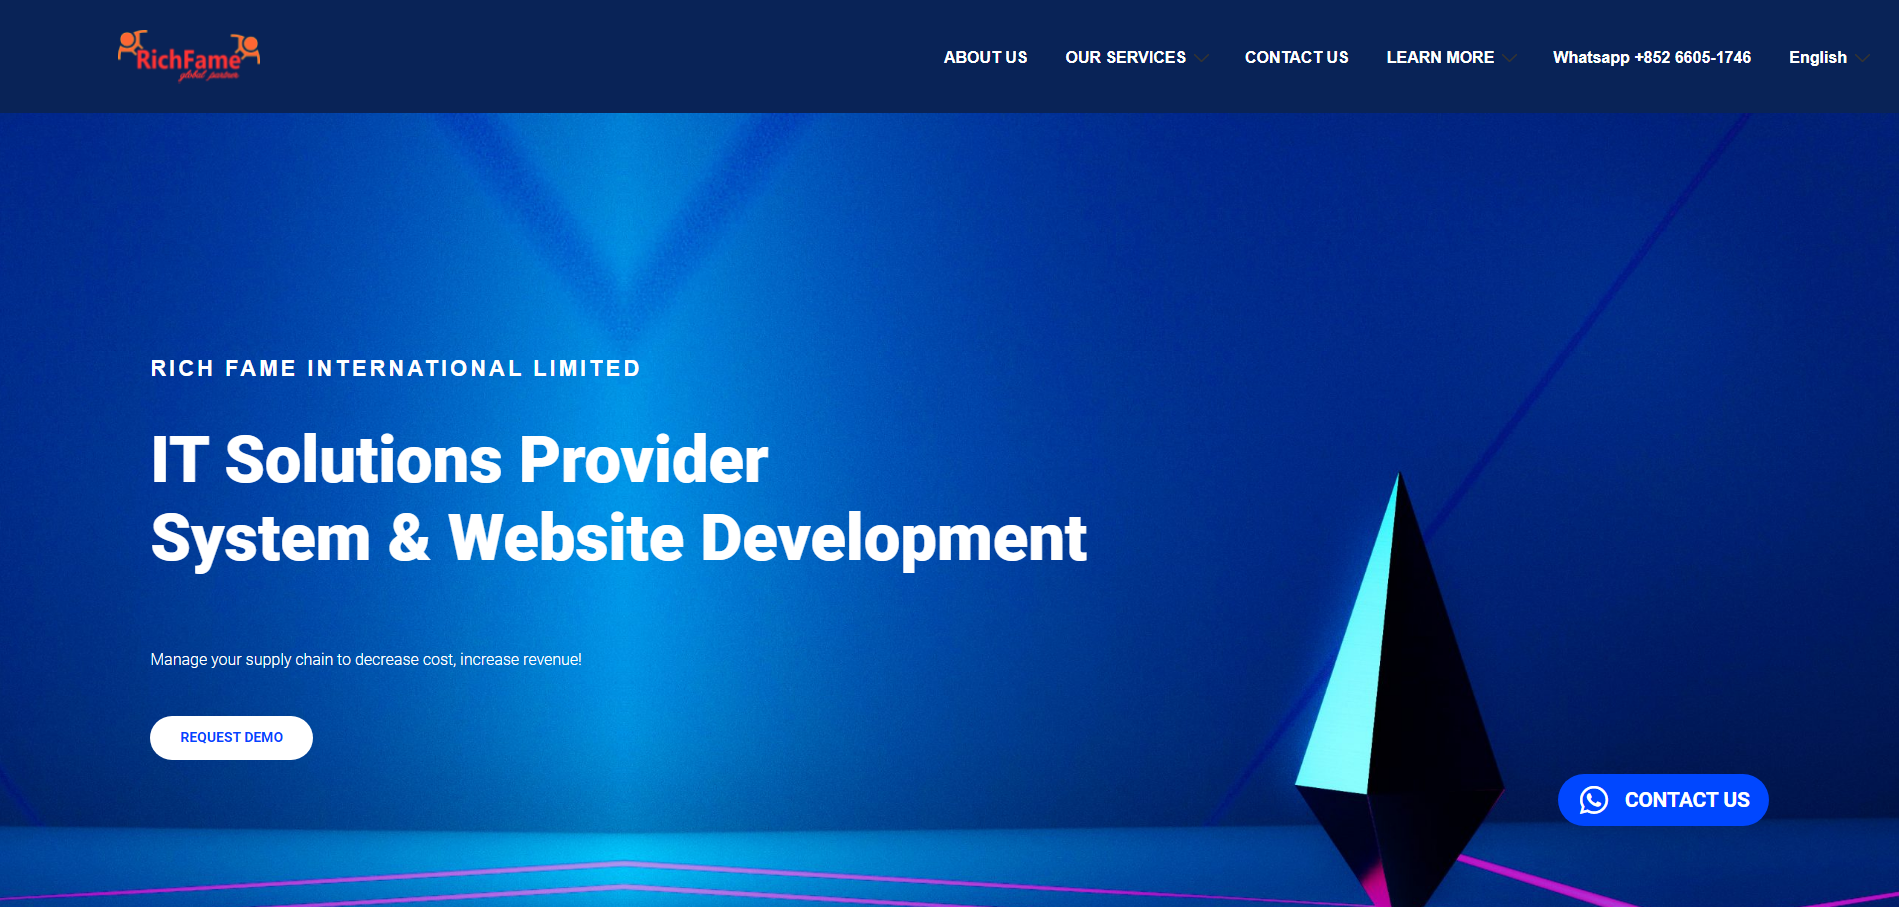 RichFame
global partner
ABOUT US
OUR SERVICES
CONTACT US
LEARN MORE
Whatsapp +852 6605-1746
English
RICH FAME INTERNATIONAL LIMITED
IT Solutions Provider
System & Website Development
Manage your supply chain to decrease cost, increase revenue!
REQUEST DEMO
CONTACT US